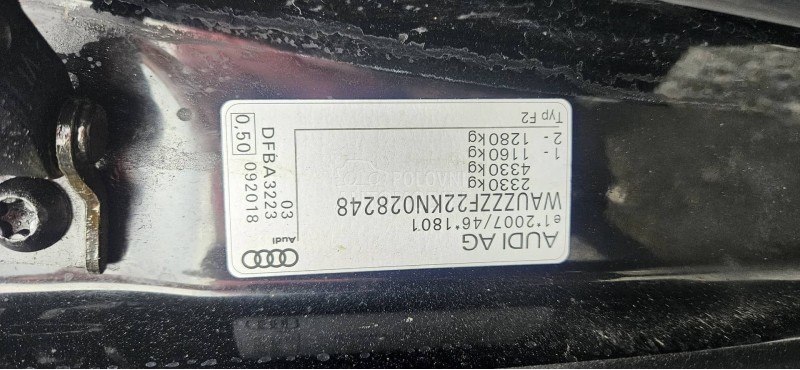 AUDI AG
e1*2007/46*1801
WAUZZZF22KN028248
2330 kg
4330 kg
1 - 1160 kg
2 - 1280 kg
Typ F2
Audi
03
DFBA3223
0,50 092018